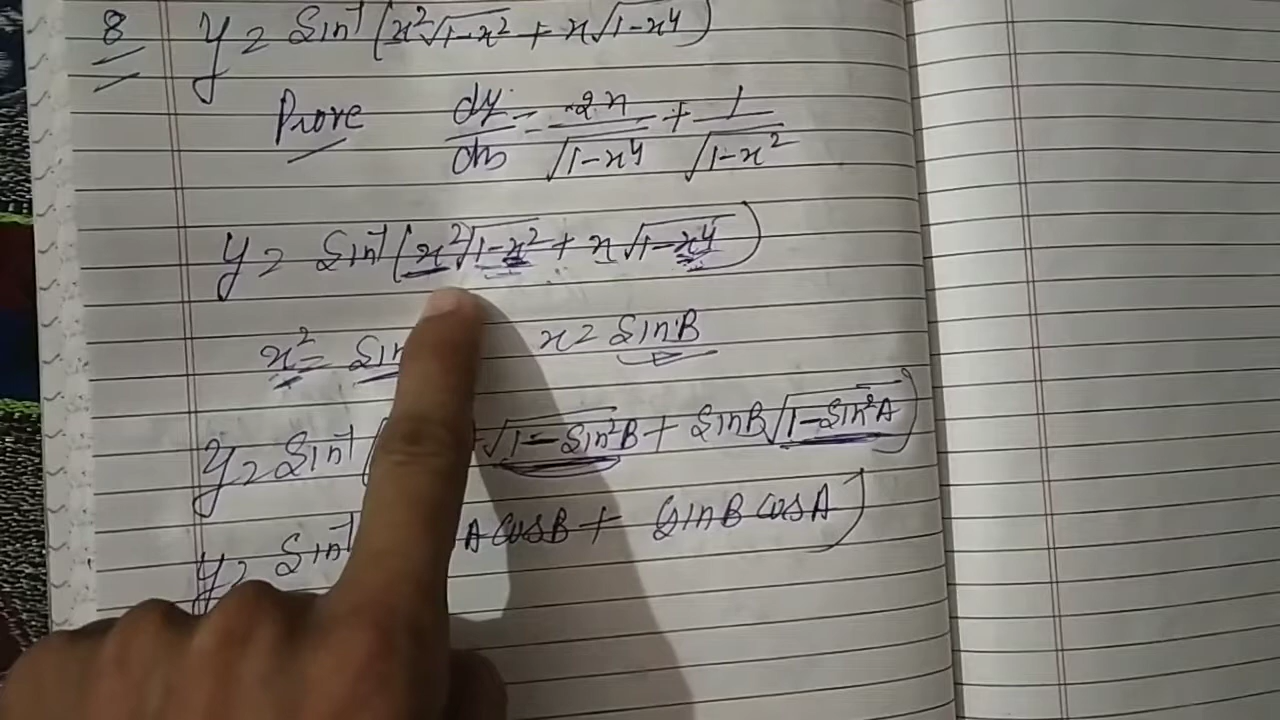 8 y = Sin⁻¹(x²√1-x² + x√1-x⁴)
Prove dy/dx = 2x/√1-x⁴ + 1/√1-x²
y = Sin⁻¹(x²√1-x² + x√1-x⁴)
x² = Sin x = SinB
y = Sin⁻¹( √1-Sin²B + SinB√1-Sin²A)
y = Sin⁻¹ A CosB + SinB CosA)